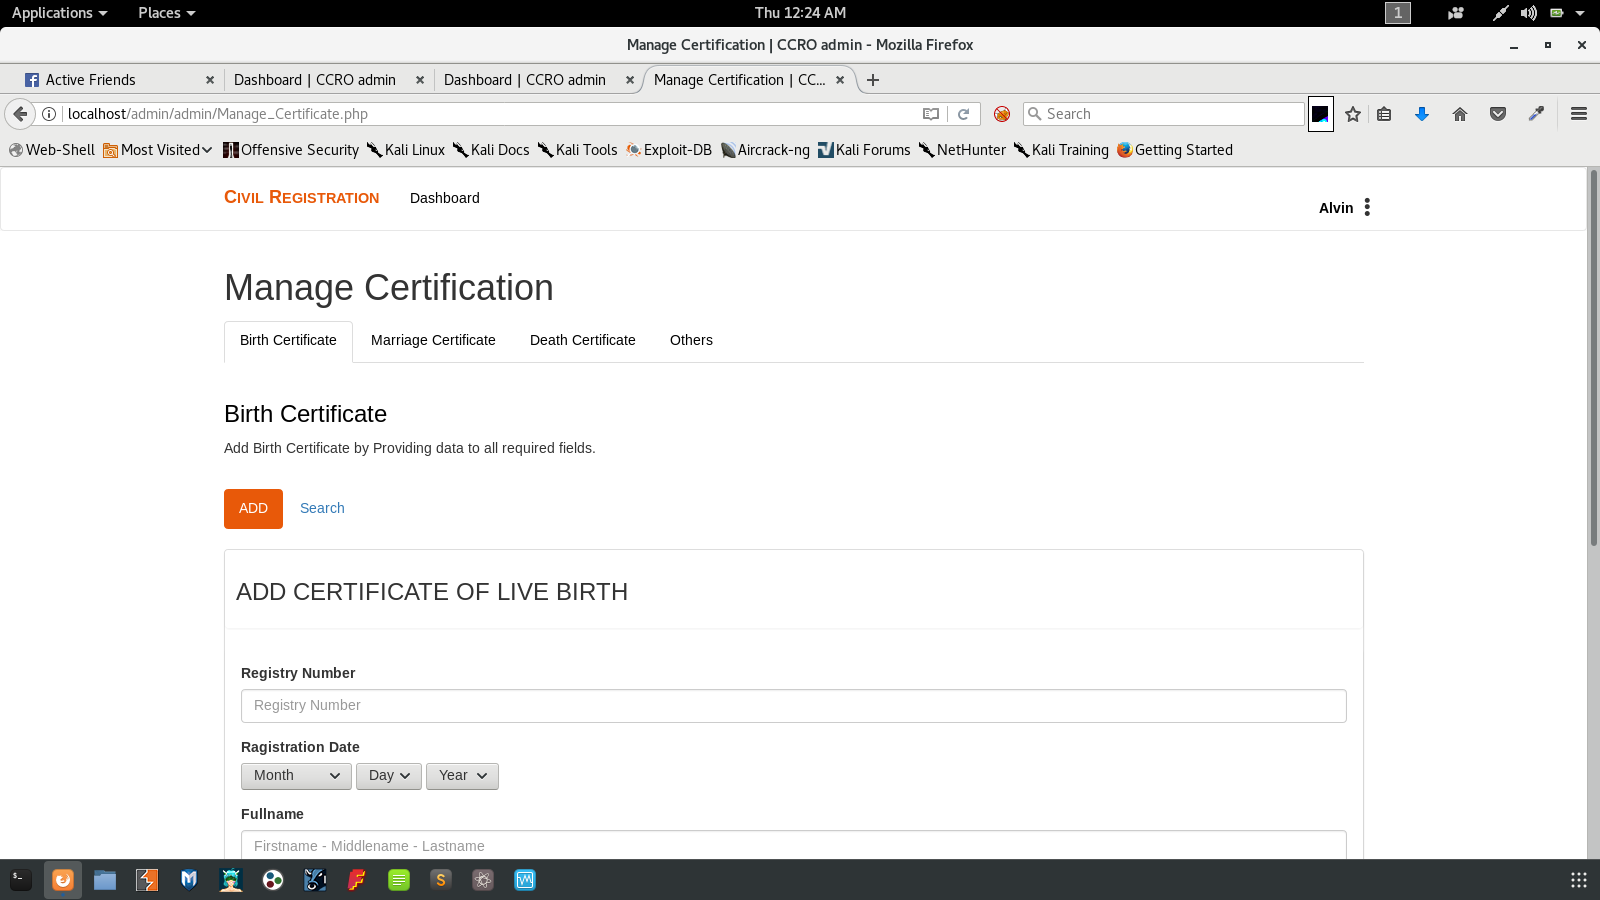 Applications Places Thu 12:24 AM 1
Manage Certification | CCRO admin - Mozilla Firefox
Active Friends Dashboard | CCRO admin Dashboard | CCRO admin Manage Certification | CC...
localhost/admin/admin/Manage_Certificate.php Search
Web-Shell Most Visited Offensive Security Kali Linux Kali Docs Kali Tools Exploit-DB Aircrack-ng Kali Forums NetHunter Kali Training Getting Started
Civil Registration Dashboard Alvin
Manage Certification
Birth Certificate Marriage Certificate Death Certificate Others
Birth Certificate
Add Birth Certificate by Providing data to all required fields.
ADD Search
ADD CERTIFICATE OF LIVE BIRTH
Registry Number
Registry Number
Ragistration Date
Month Day Year
Fullname
Firstname - Middlename - Lastname